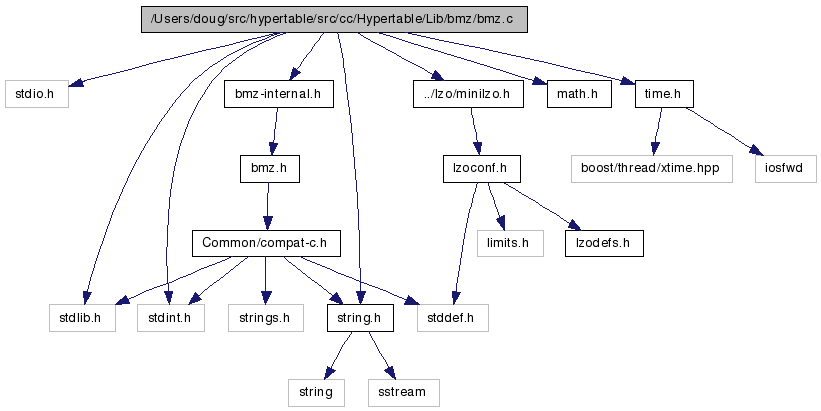 /Users/doug/src/hypertable/src/cc/Hypertable/Lib/bmz/bmz.c
stdio.h
bmz-internal.h
../lzo/minilzo.h
math.h
time.h
bmz.h
lzoconf.h
boost/thread/xtime.hpp
iosfwd
Common/compat-c.h
limits.h
lzodefs.h
stdlib.h
stdint.h
strings.h
string.h
stddef.h
string
sstream